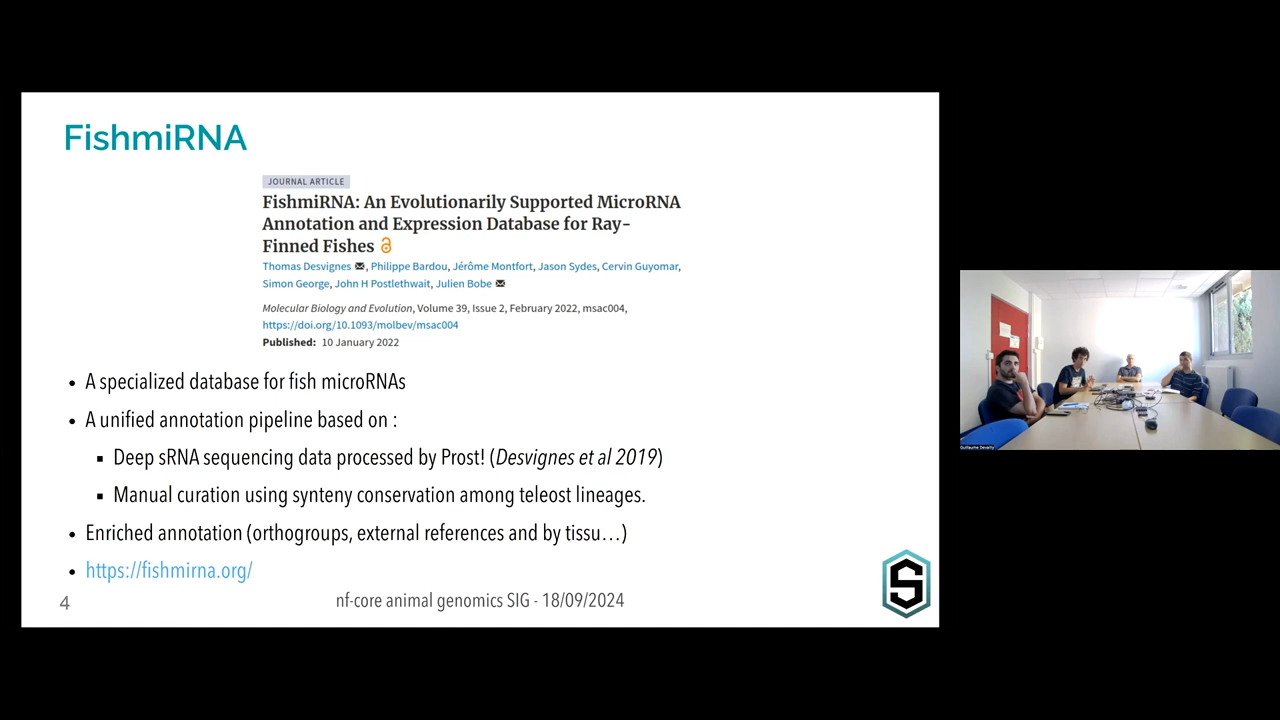 FishmiRNA
JOURNAL ARTICLE
FishmiRNA: An Evolutionarily Supported MicroRNA
Annotation and Expression Database for Ray-
Finned Fishes
Thomas Desvignes, Philippe Bardou, Jérôme Montfort, Jason Sydes, Cervin Guyomar,
Simon George, John H Postlethwait, Julien Bobe
Molecular Biology and Evolution, Volume 39, Issue 2, February 2022, msac004,
https://doi.org/10.1093/molbev/msac004
Published: 10 January 2022
• A specialized database for fish microRNAs
• A unified annotation pipeline based on :
▪ Deep sRNA sequencing data processed by Prost! (Desvignes et al 2019)
▪ Manual curation using synteny conservation among teleost lineages.
• Enriched annotation (orthogroups, external references and by tissu…)
• https://fishmirna.org/
4
nf-core animal genomics SIG - 18/09/2024
S
Guillaume Devailly